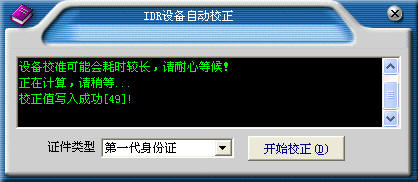 IDR设备自动校正
设备校准可能会耗时较长，请耐心等候！
正在计算，请稍等...
校正值写入成功[49]!
证件类型 第一代身份证 开始校正(D)